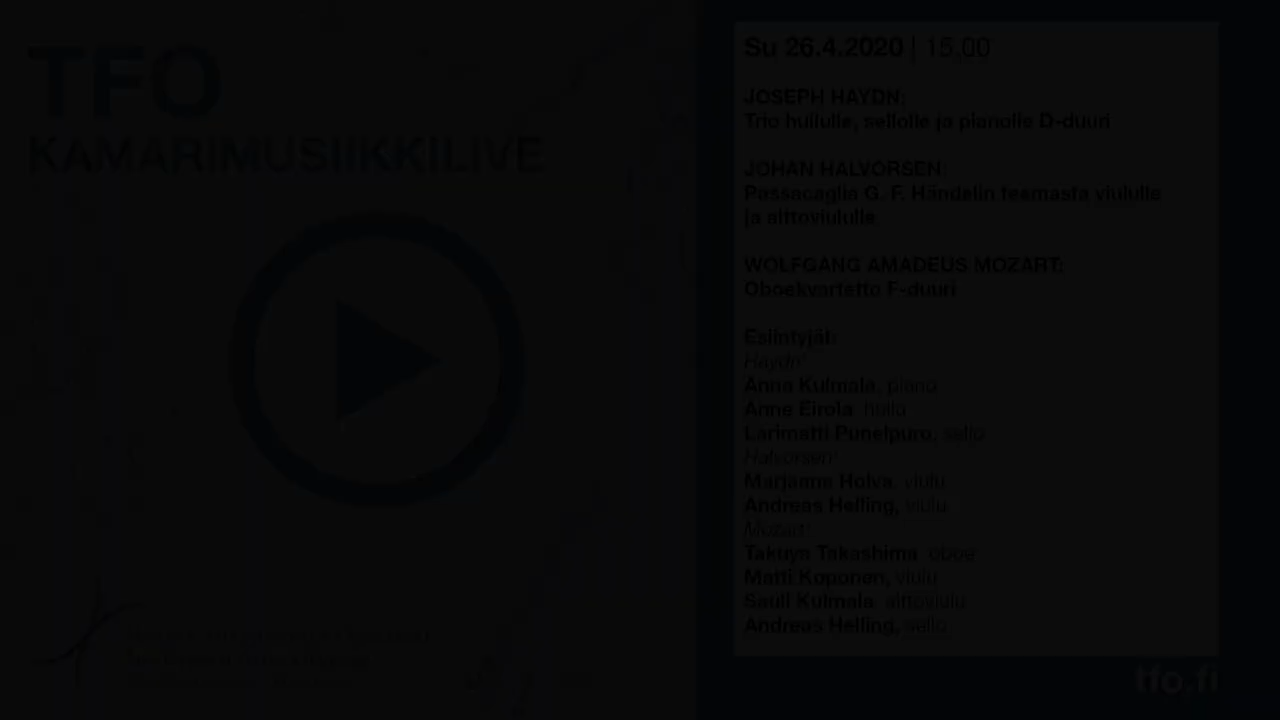 TFO
KAMARIMUSIIKKILIVE
Su 26.4.2020 | 15.00
JOSEPH HAYDN:
Trio huilulle, sellolle ja pianolle D-duuri
JOHAN HALVORSEN:
Passacaglia G. F. Händelin teemasta viululle
ja alttoviululle
WOLFGANG AMADEUS MOZART:
Oboekvartetto F-duuri
Esiintyjät:
Haydn:
Anna Kulmala, piano
Anne Eirola, huilu
Larimatti Punelpuro, sello
Halvorsen:
Marjaana Holva, viulu
Andreas Helling, viulu
Mozart:
Takuya Takashima, oboe
Matti Koponen, viulu
Sauli Kulmala, alttoviulu
Andreas Helling, sello
tfo.fi